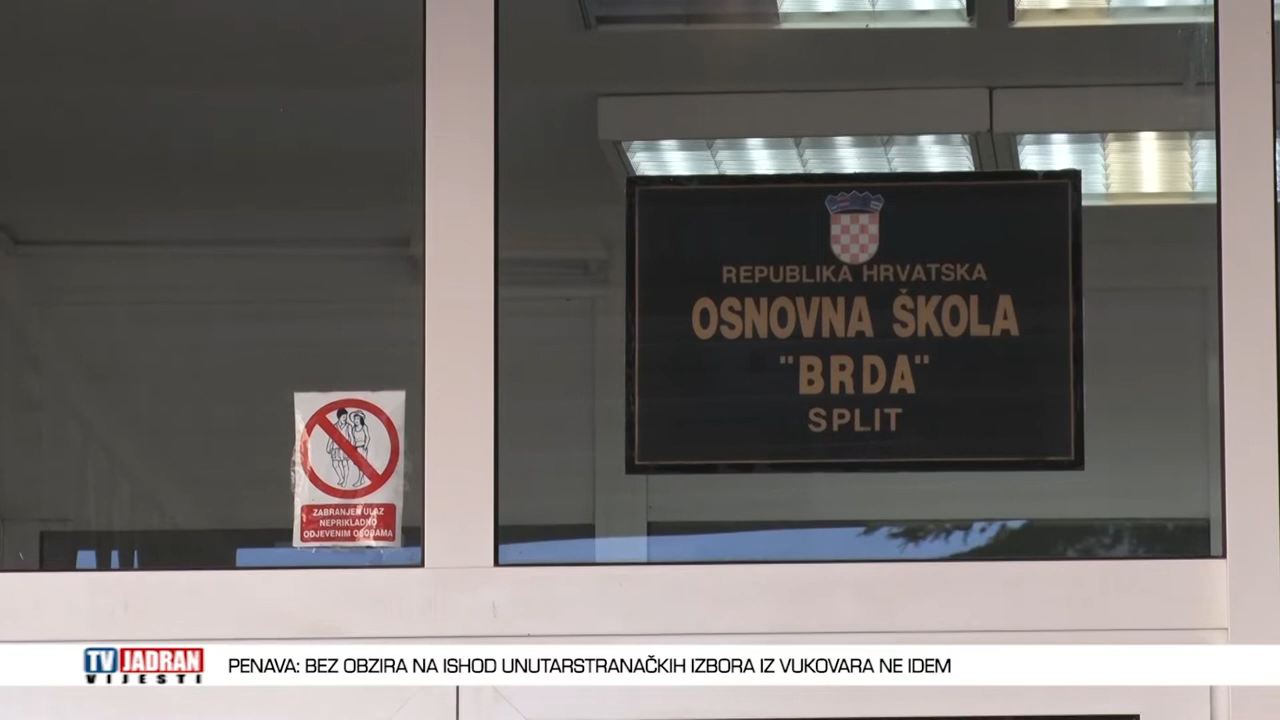 REPUBLIKA HRVATSKA
OSNOVNA ŠKOLA
"BRDA"
SPLIT
ZABRANJEN ULAZ
NEPRIKLADNO
ODJEVENIM OSOBAMA
TV JADRAN
VIJESTI
PENAVA: BEZ OBZIRA NA ISHOD UNUTARSTRANAČKIH IZBORA IZ VUKOVARA NE IDEM